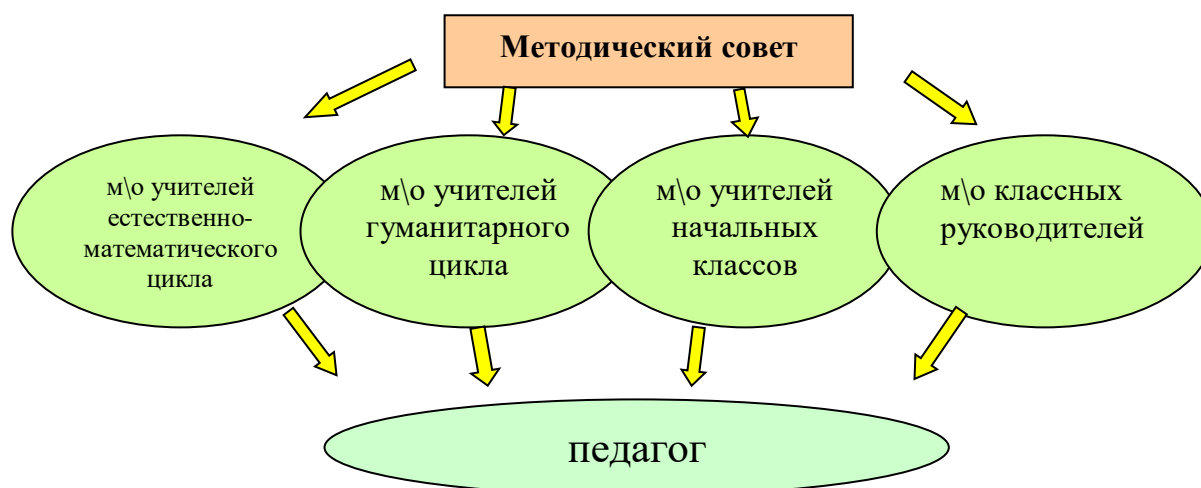 Методический совет
м\о учителей
естественно-
математического
цикла
м\о учителей
гуманитарного
цикла
м\о учителей
начальных
классов
м\о классных
руководителей
педагог